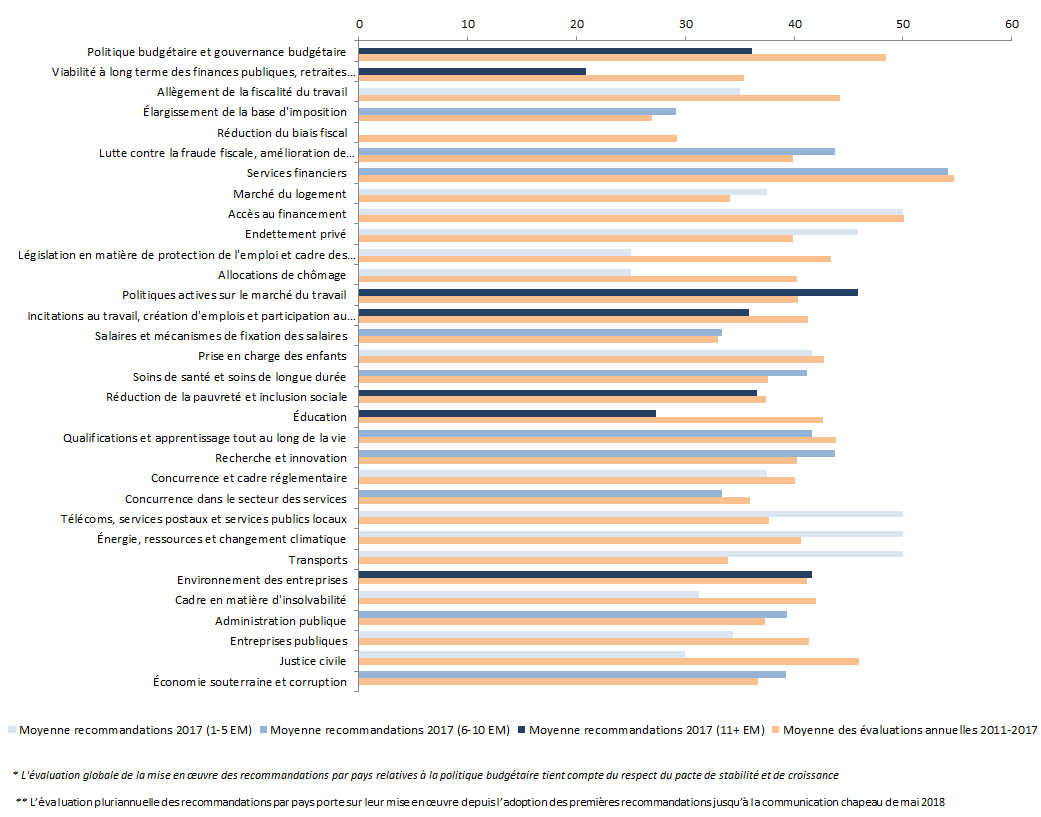 0 10 20 30 40 50 60
Politique budgétaire et gouvernance budgétaire
Viabilité à long terme des finances publiques, retraites...
Allègement de la fiscalité du travail
Élargissement de la base d'imposition
Réduction du biais fiscal
Lutte contre la fraude fiscale, amélioration de...
Services financiers
Marché du logement
Accès au financement
Endettement privé
Législation en matière de protection de l'emploi et cadre des...
Allocations de chômage
Politiques actives sur le marché du travail
Incitations au travail, création d'emplois et participation au...
Salaires et mécanismes de fixation des salaires
Prise en charge des enfants
Soins de santé et soins de longue durée
Réduction de la pauvreté et inclusion sociale
Éducation
Qualifications et apprentissage tout au long de la vie
Recherche et innovation
Concurrence et cadre réglementaire
Concurrence dans le secteur des services
Télécoms, services postaux et services publics locaux
Énergie, ressources et changement climatique
Transports
Environnement des entreprises
Cadre en matière d'insolvabilité
Administration publique
Entreprises publiques
Justice civile
Économie souterraine et corruption
Moyenne recommandations 2017 (1-5 EM) Moyenne recommandations 2017 (6-10 EM) Moyenne recommandations 2017 (11+ EM) Moyenne des évaluations annuelles 2011-2017
* L'évaluation globale de la mise en œuvre des recommandations par pays relatives à la politique budgétaire tient compte du respect du pacte de stabilité et de croissance
** L'évaluation pluriannuelle des recommandations par pays porte sur leur mise en œuvre depuis l'adoption des premières recommandations jusqu'à la communication chapeau de mai 2018